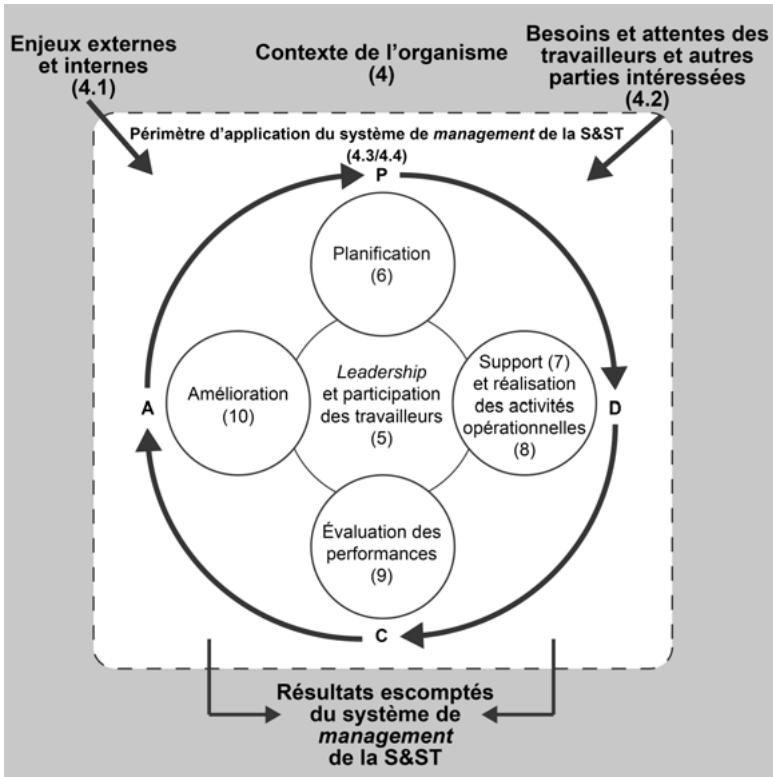 Enjeux externes
et internes
(4.1)
Contexte de l’organisme
(4)
Besoins et attentes des
travailleurs et autres
parties intéressées
(4.2)
Périmètre d’application du système de management de la S&ST
(4.3/4.4)
P
Planification
(6)
A
Amélioration
(10)
Leadership
et participation
des travailleurs
(5)
Support (7)
et réalisation
des activités
opérationnelles
(8)
D
Évaluation des
performances
(9)
C
Résultats escomptés
du système de
management
de la S&ST